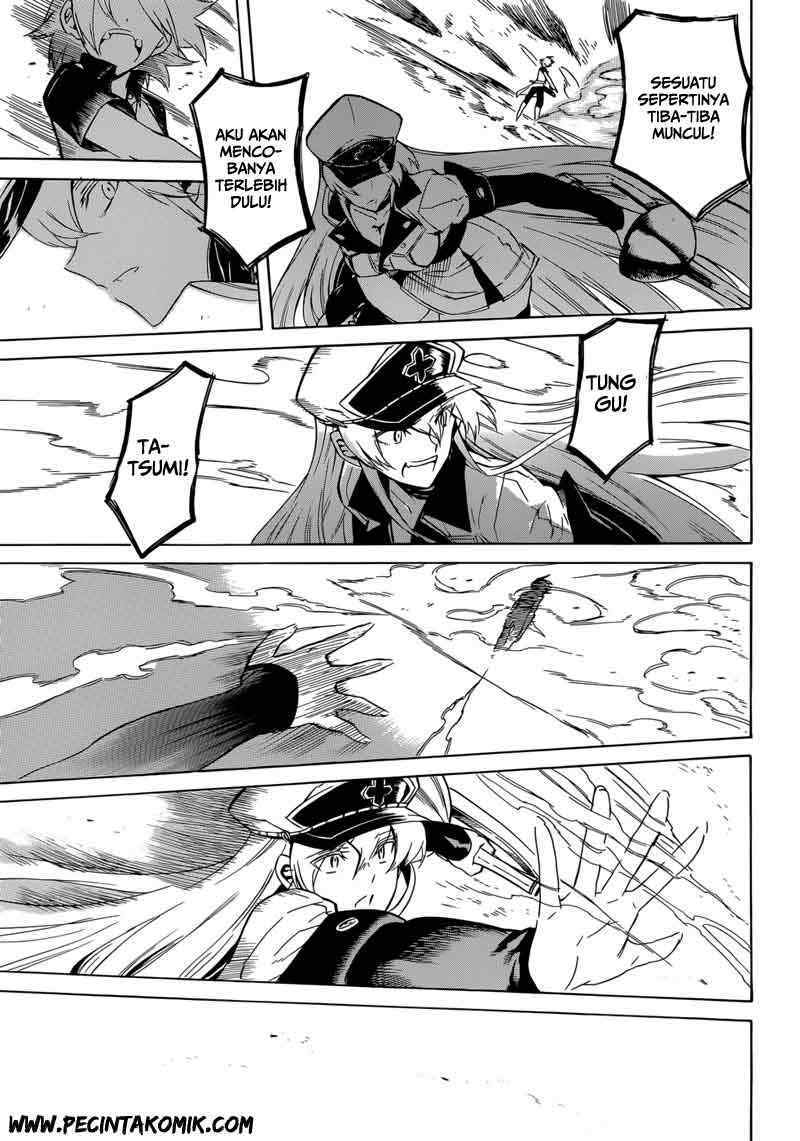 SESUATU
SEPERTINYA
TIBA-TIBA
MUNCUL!
AKU AKAN
MENCO-
BANYA
TERLEBIH
DULU!
TUNG
GU!
TA-
TSUMI!
WWW.PECINTAKOMIK.COM